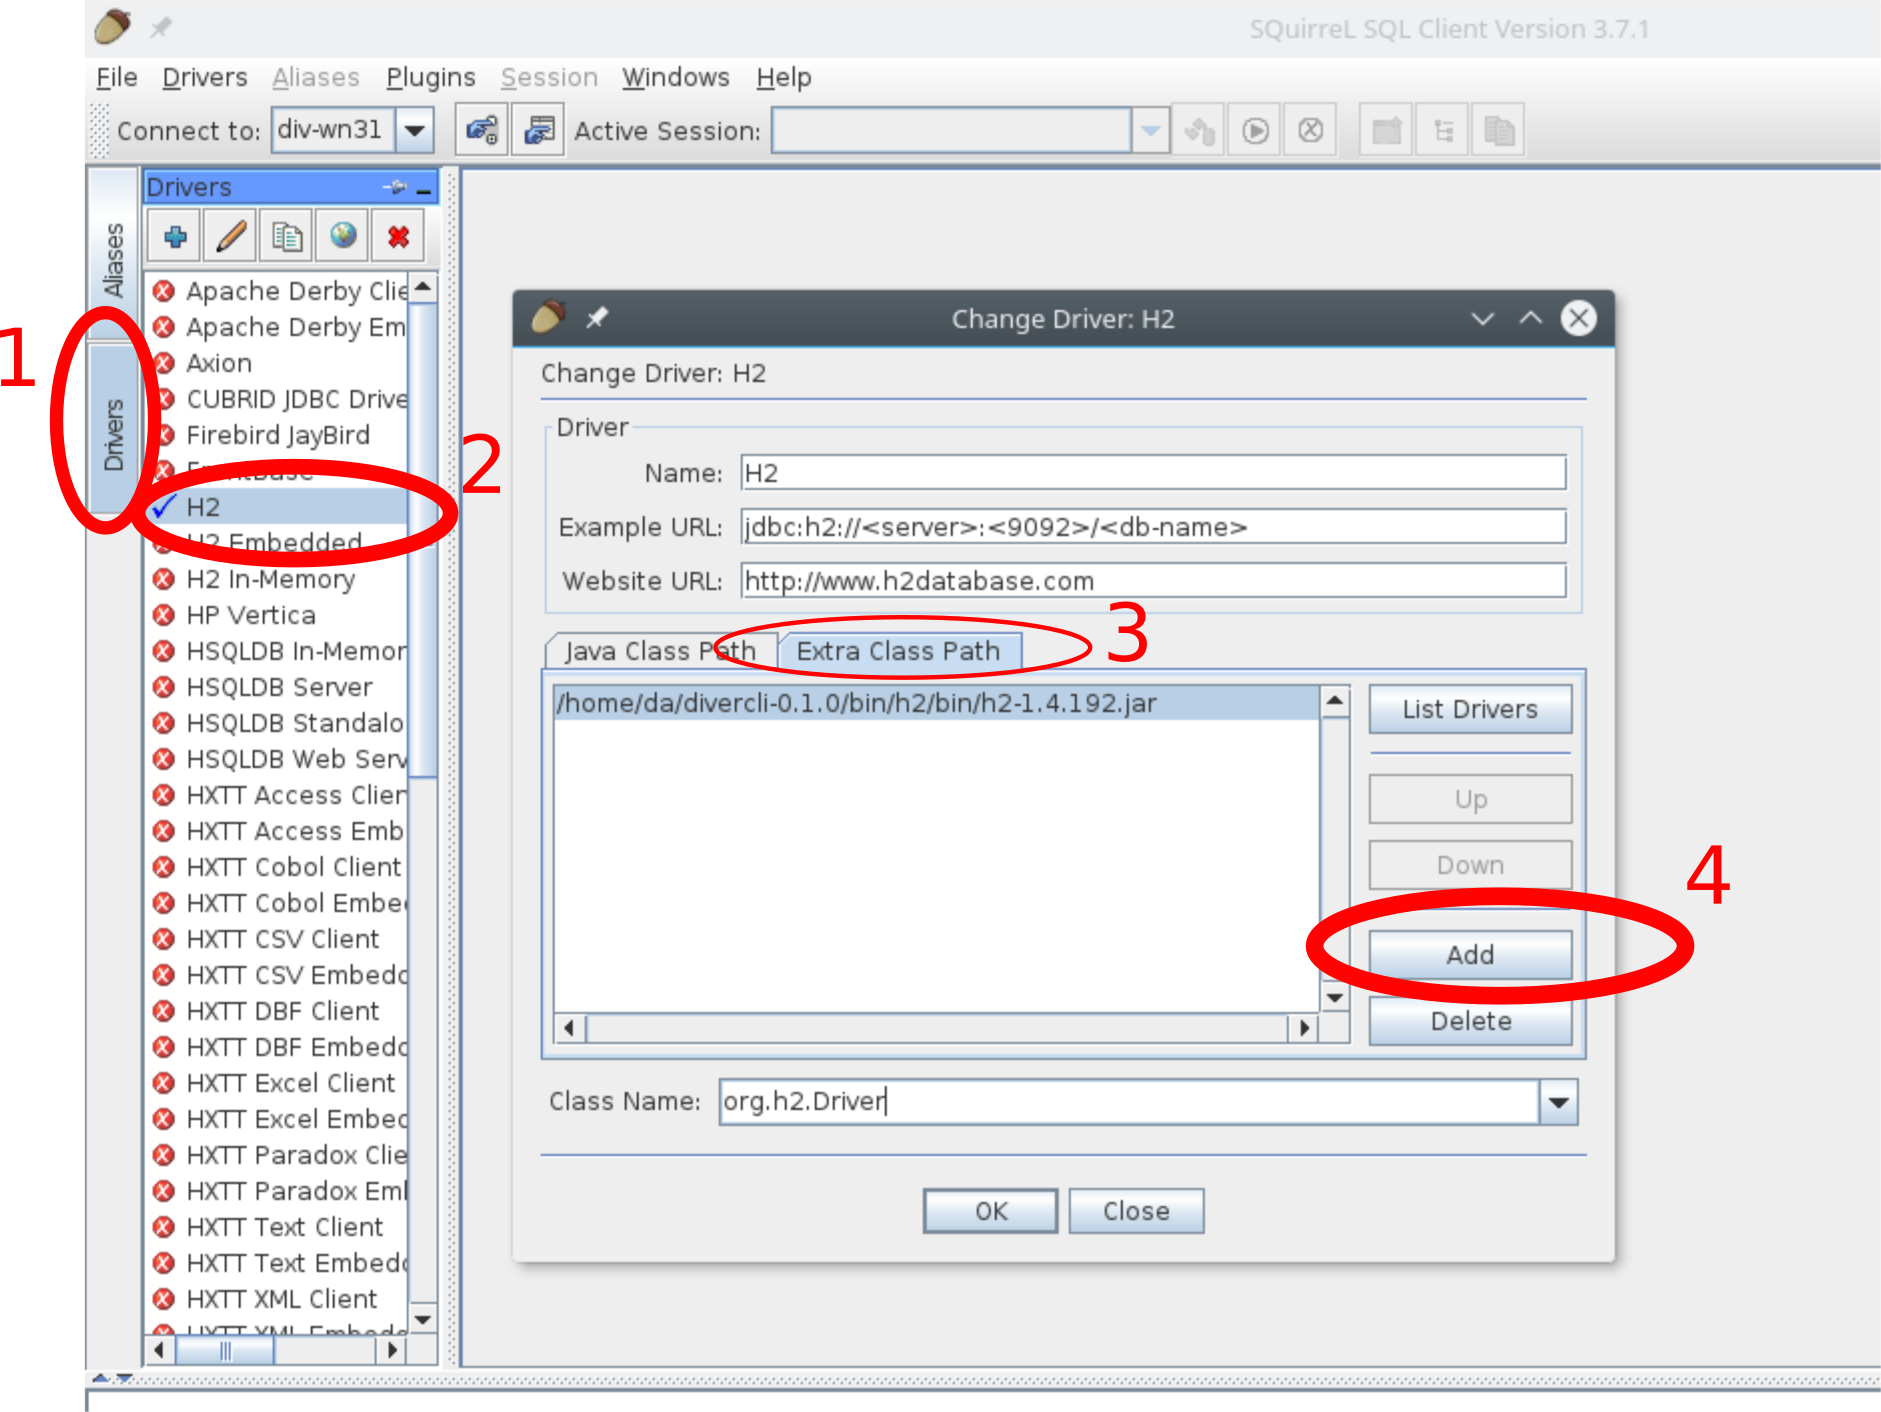 SQuirreL SQL Client Version 3.7.1
File Drivers Aliases Plugins Session Windows Help
Connect to: div-wn31 Active Session:
Aliases
Drivers
Drivers
Apache Derby Clie
Apache Derby Em
Axion
CUBRID JDBC Drive
Firebird JayBird
FrontBase
H2
H2 Embedded
H2 In-Memory
HP Vertica
HSQLDB In-Memor
HSQLDB Server
HSQLDB Standalo
HSQLDB Web Serv
HXTT Access Clien
HXTT Access Emb
HXTT Cobol Client
HXTT Cobol Embe
HXTT CSV Client
HXTT CSV Embedd
HXTT DBF Client
HXTT DBF Embedd
HXTT Excel Client
HXTT Excel Embed
HXTT Paradox Clie
HXTT Paradox Eml
HXTT Text Client
HXTT Text Embedd
HXTT XML Client
HXTT XML Embedd
1
2
Change Driver: H2
Change Driver: H2
Driver
Name: H2
Example URL: jdbc:h2://<server>:<9092>/<db-name>
Website URL: http://www.h2database.com
Java Class Path Extra Class Path 3
/home/da/divercli-0.1.0/bin/h2/bin/h2-1.4.192.jar
List Drivers
Up
Down
4
Add
Delete
Class Name: org.h2.Driver
OK Close